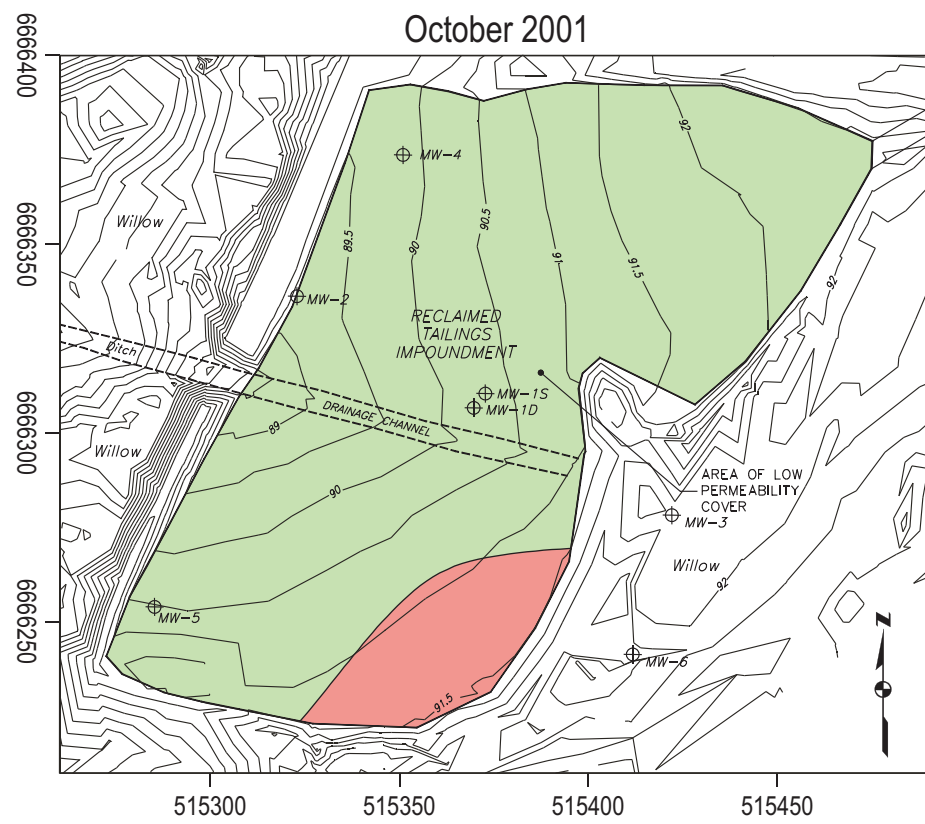 October 2001
6666400
6666350
6666300
6666250
92
MW-4
Willow
90.5
89.5
90
91
91.5
92
MW-2
RECLAIMED
TAILINGS
IMPOUNDMENT
Ditch
MW-1S
MW-1D
DRAINAGE CHANNEL
89
Willow
AREA OF LOW
PERMEABILITY
COVER
90
MW-3
Willow
92
MW-5
MW-6
91.5
N
515300
515350
515400
515450